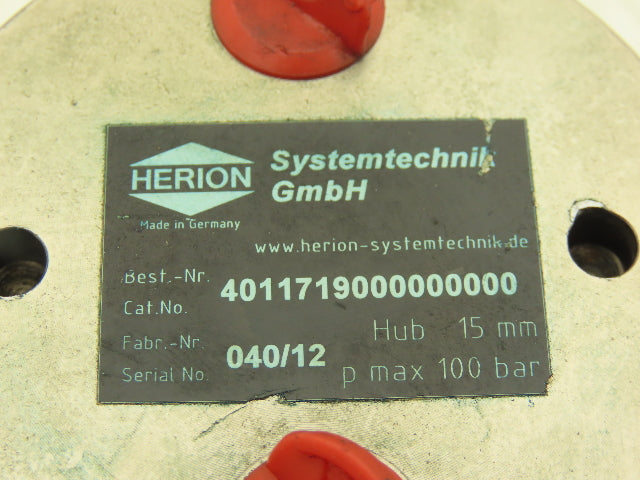 HERION
Systemtechnik
GmbH
Made in Germany
www.herion-systemtechnik.de
Best.-Nr.
Cat.No. 4011719000000000
Fabr.-Nr.
Serial No. 040/12
Hub 15 mm
p max 100 bar